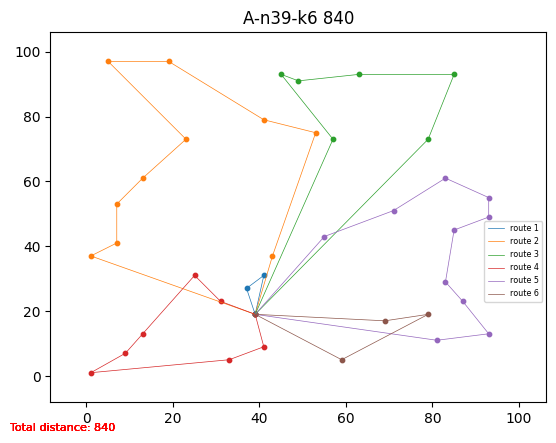 A-n39-k6 840
100
80
60
40
20
0
0 20 40 60 80 100
route 1
route 2
route 3
route 4
route 5
route 6
Total distance: 840